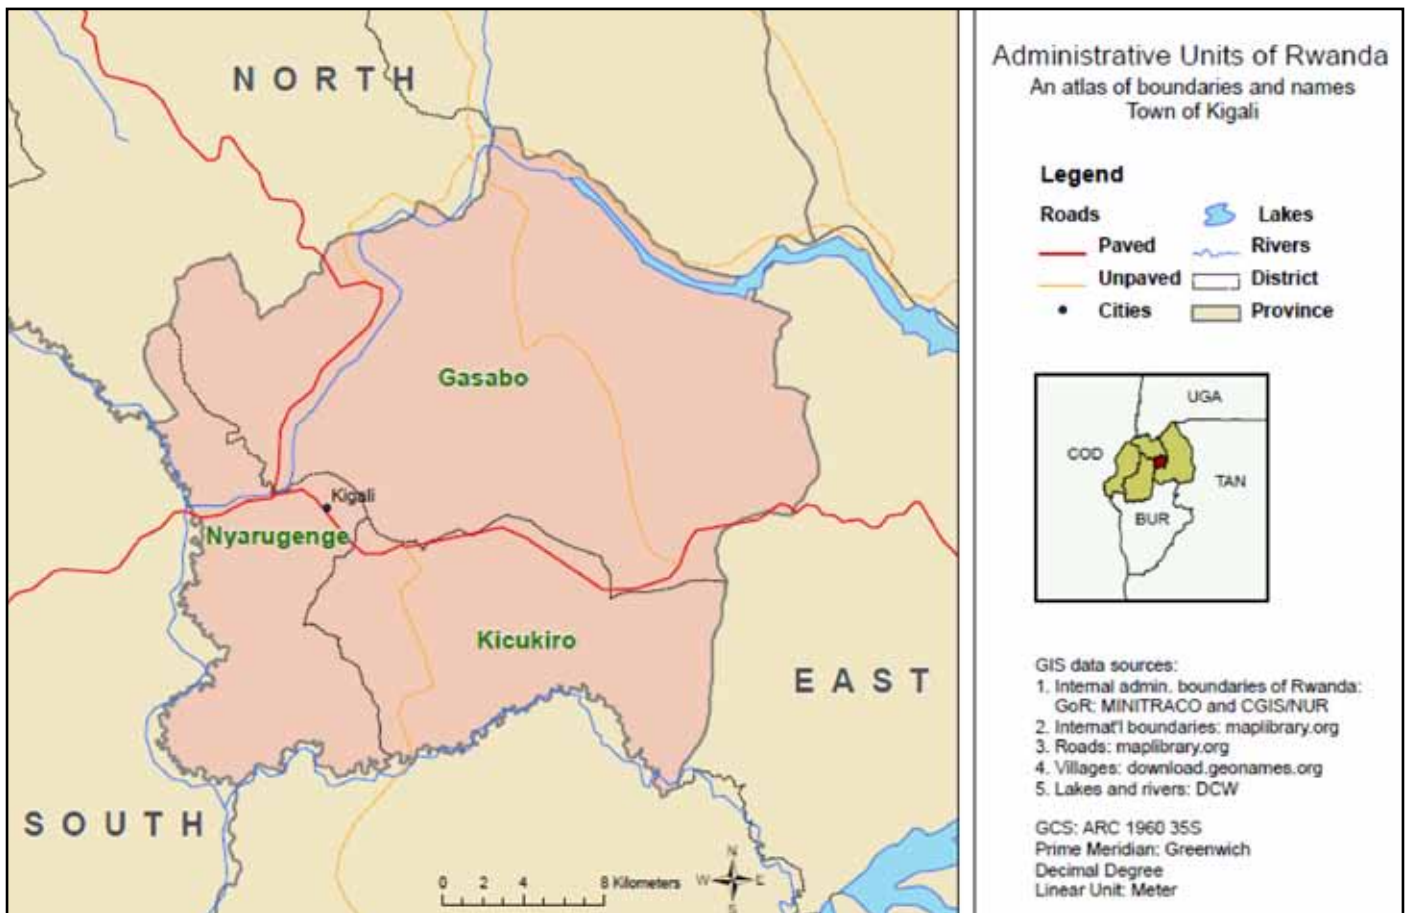 NORTH
Gasabo
Kigali
Nyarugenge
Kicukiro
EAST
SOUTH
0 2 4 8 Kilometers
N
W E
S
Administrative Units of Rwanda
An atlas of boundaries and names
Town of Kigali
Legend
Roads Lakes
Paved Rivers
Unpaved District
Cities Province
UGA
COD
TAN
BUR
GIS data sources:
1. Internal admin. boundaries of Rwanda:
GoR: MINITRACO and CGIS/NUR
2. Internat'l boundaries: maplibrary.org
3. Roads: maplibrary.org
4. Villages: download.geonames.org
5. Lakes and rivers: DCW
GCS: ARC 1960 35S
Prime Meridian: Greenwich
Decimal Degree
Linear Unit: Meter